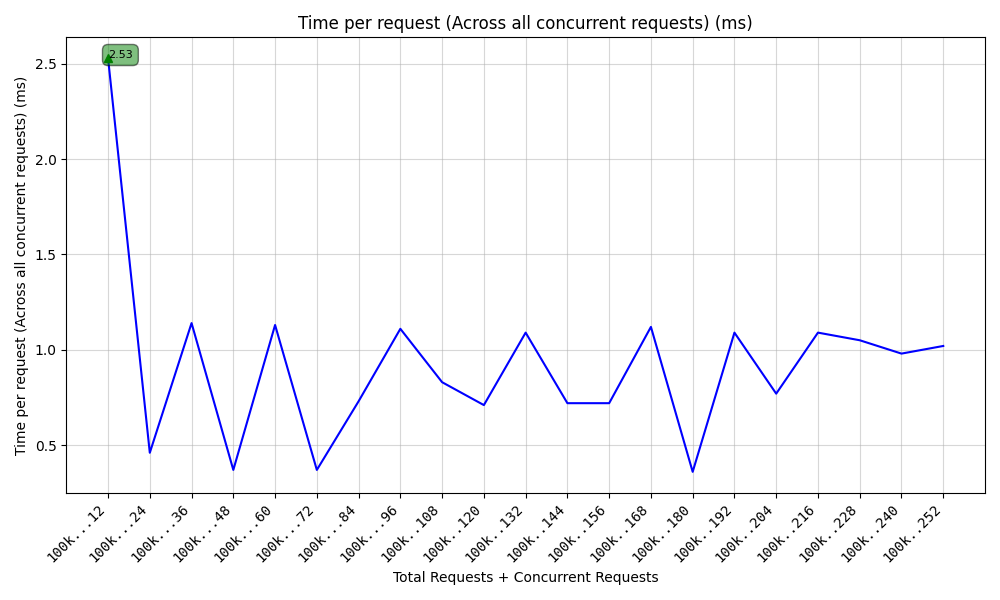 Time per request (Across all concurrent requests) (ms)
2.53
Time per request (Across all concurrent requests) (ms)
2.5
2.0
1.5
1.0
0.5
100k...12
100k...24
100k...36
100k...48
100k...60
100k...72
100k...84
100k...96
100k...108
100k...120
100k...132
100k...144
100k...156
100k...168
100k...180
100k...192
100k...204
100k...216
100k...228
100k...240
100k...252
Total Requests + Concurrent Requests